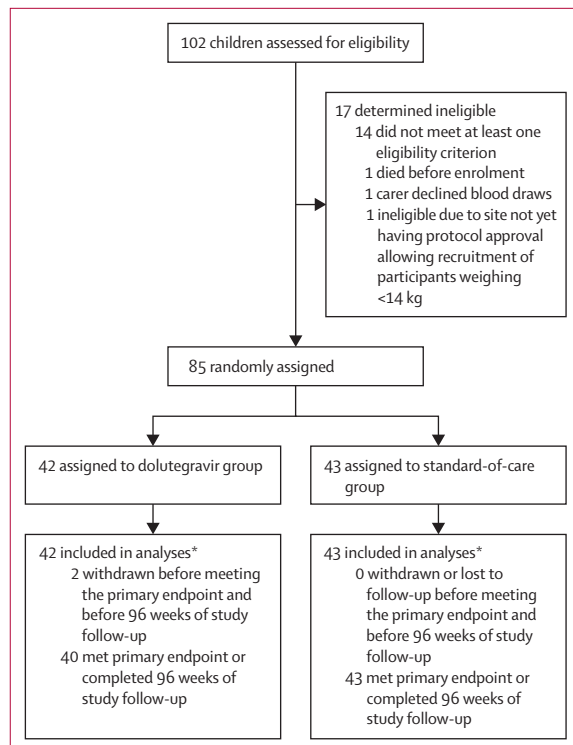 102 children assessed for eligibility
17 determined ineligible
14 did not meet at least one
eligibility criterion
1 died before enrolment
1 carer declined blood draws
1 ineligible due to site not yet
having protocol approval
allowing recruitment of
participants weighing
<14 kg
85 randomly assigned
42 assigned to dolutegravir group
43 assigned to standard-of-care
group
42 included in analyses*
2 withdrawn before meeting
the primary endpoint and
before 96 weeks of study
follow-up
40 met primary endpoint or
completed 96 weeks of
study follow-up
43 included in analyses*
0 withdrawn or lost to
follow-up before meeting
the primary endpoint and
before 96 weeks of study
follow-up
43 met primary endpoint or
completed 96 weeks of
study follow-up